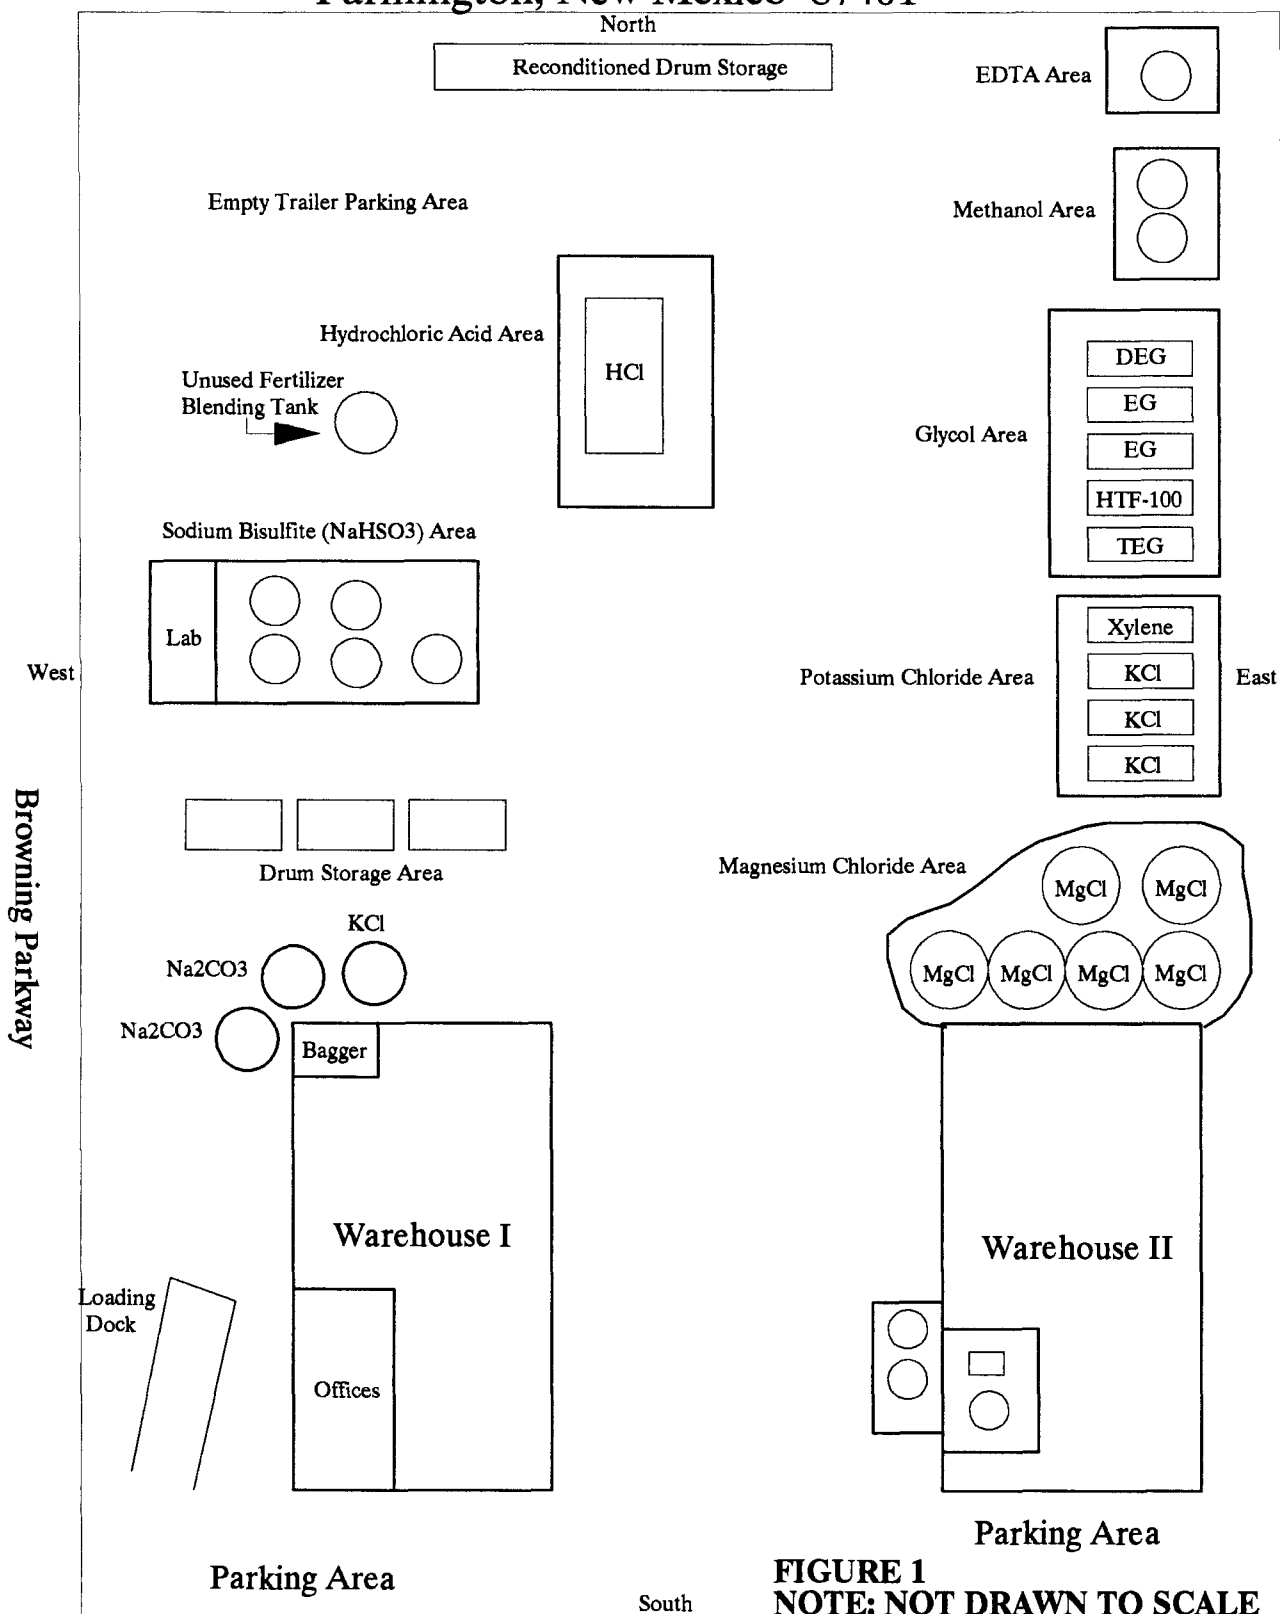 Farmington, New Mexico 87401
North
Reconditioned Drum Storage
EDTA Area
Empty Trailer Parking Area
Methanol Area
Hydrochloric Acid Area
HCl
DEG
EG
EG
HTF-100
TEG
Glycol Area
Unused Fertilizer
Blending Tank
Sodium Bisulfite (NaHSO3) Area
Lab
West
Xylene
KCl
KCl
KCl
Potassium Chloride Area
East
Browning Parkway
Drum Storage Area
Magnesium Chloride Area
MgCl
MgCl
MgCl
MgCl
MgCl
MgCl
KCl
Na2CO3
Na2CO3
Bagger
Warehouse I
Warehouse II
Loading
Dock
Offices
Parking Area
Parking Area
South
FIGURE 1
NOTE: NOT DRAWN TO SCALE